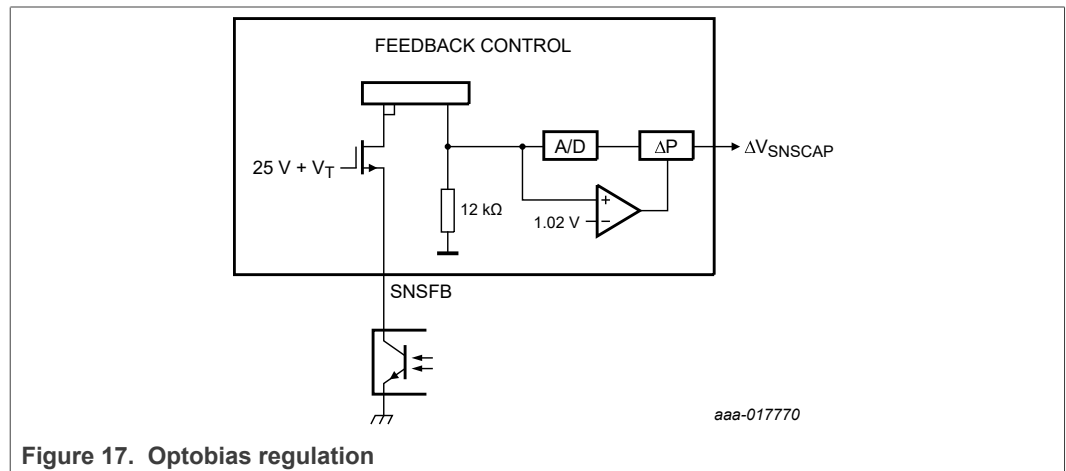 FEEDBACK CONTROL
25 V + VT
A/D
ΔP
ΔVSNSCAP
12 kΩ
1.02 V
+
−
SNSFB
aaa-017770
Figure 17. Optobias regulation